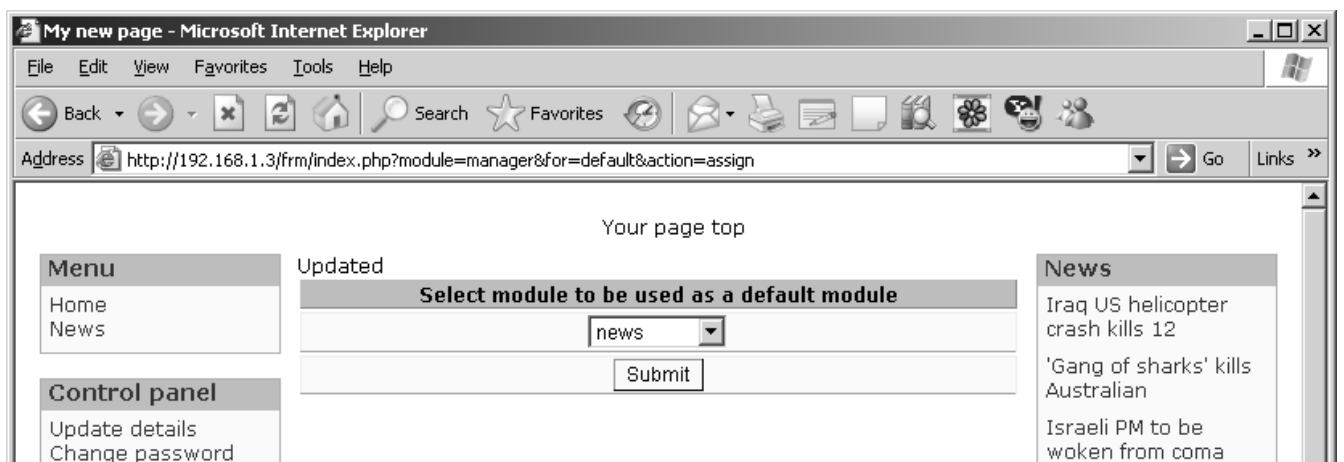 My new page - Microsoft Internet Explorer
File Edit View Favorites Tools Help
Back Search Favorites
Address http://192.168.1.3/frm/index.php?module=manager&for=default&action=assign Go Links »
Your page top
Menu
Home
News
Control panel
Update details
Change password
Updated
Select module to be used as a default module
news
Submit
News
Iraq US helicopter
crash kills 12
'Gang of sharks' kills
Australian
Israeli PM to be
woken from coma